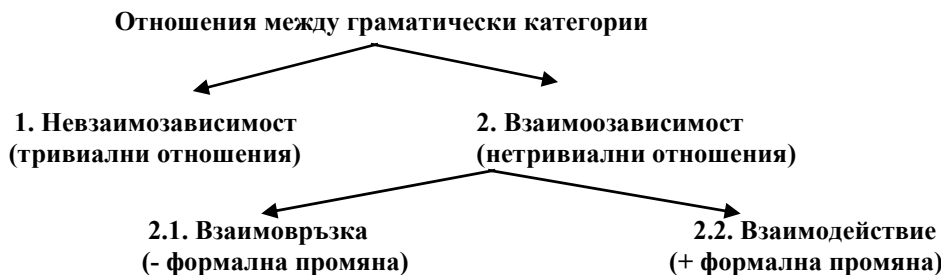 Отношения между граматически категории
1. Невзаимозависимост
(тривиални отношения)
2. Взаимоозависимост
(нетривиални отношения)
2.1. Взаимовръзка
(- формална промяна)
2.2. Взаимодействие
(+ формална промяна)